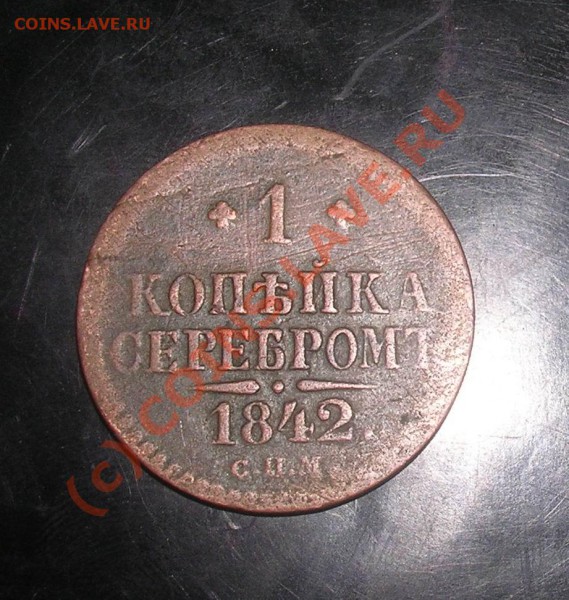 COINS.LAVE.RU
1
КОПѢЙКА
СЕРЕБРОМЪ
1842.
С.П.М.
(c) COINS.LAVE.RU